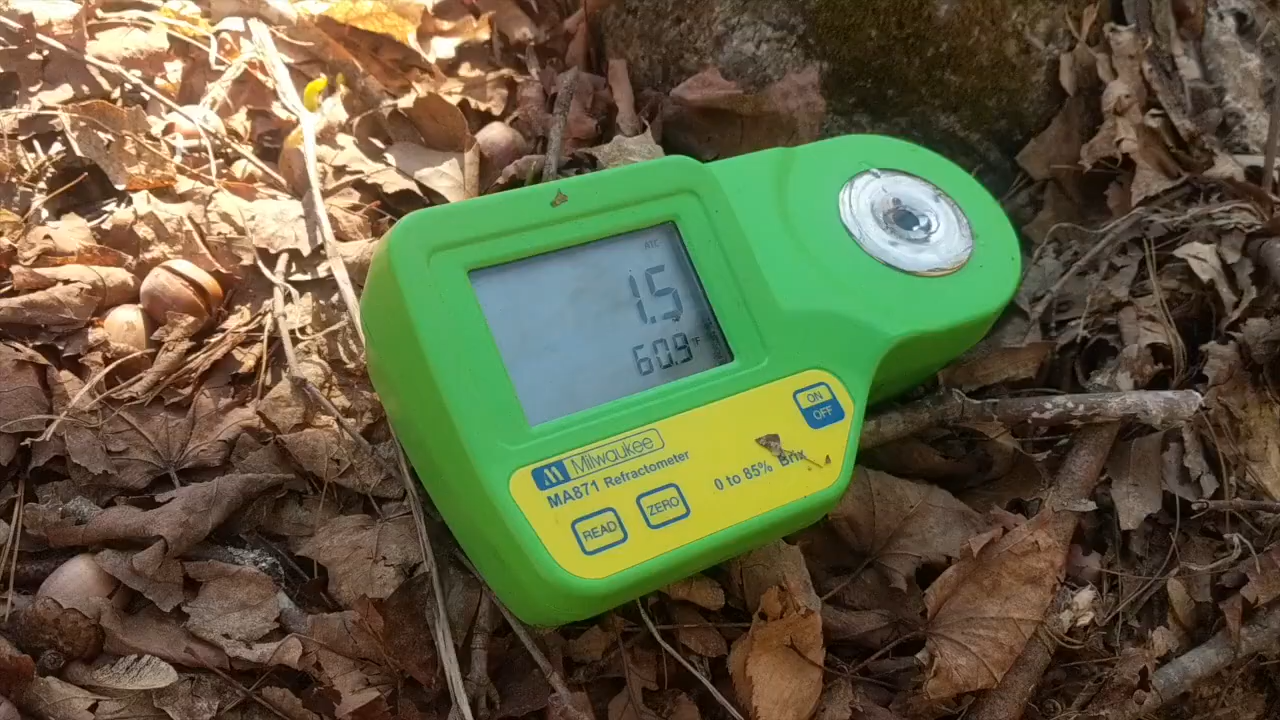 ATC
1.5
60.9°F
ON
OFF
Milwaukee
MA871 Refractometer
0 to 85% Brix
READ
ZERO